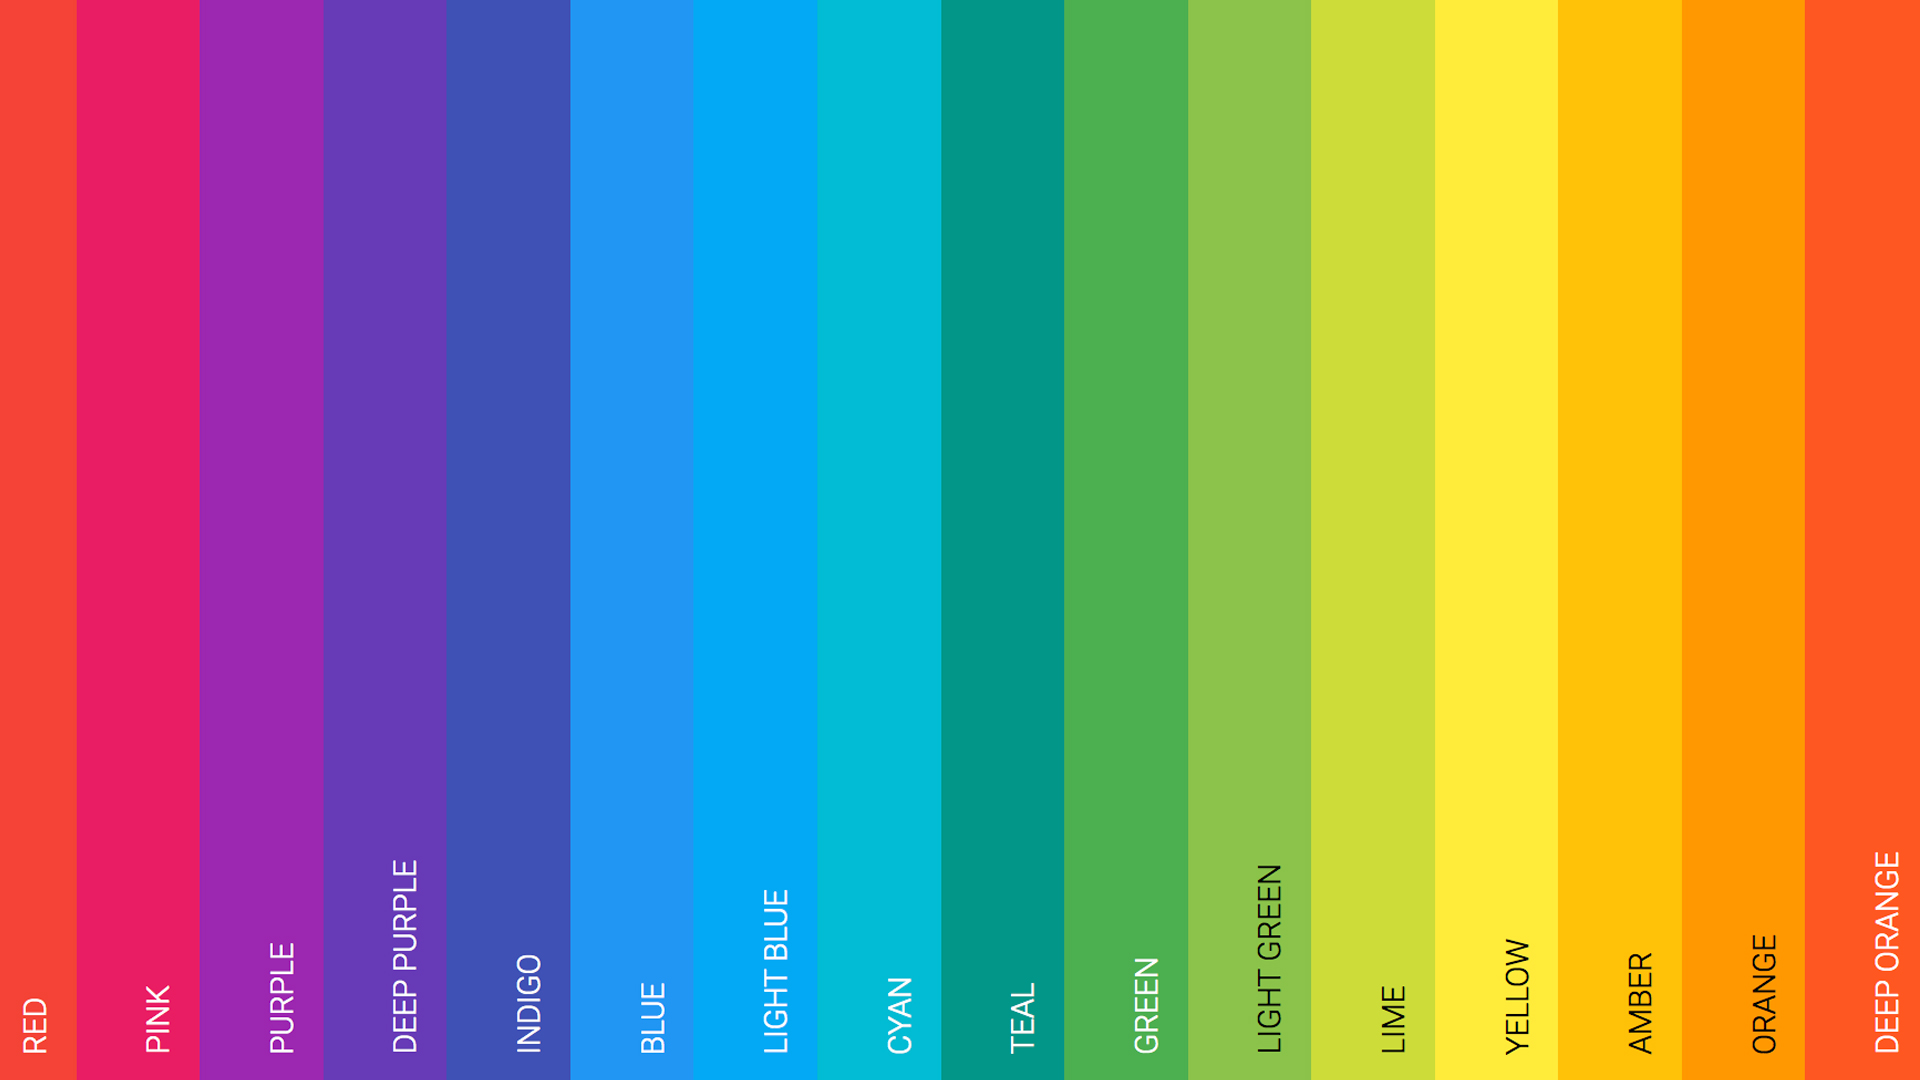 RED
PINK
PURPLE
DEEP PURPLE
INDIGO
BLUE
LIGHT BLUE
CYAN
TEAL
GREEN
LIGHT GREEN
LIME
YELLOW
AMBER
ORANGE
DEEP ORANGE